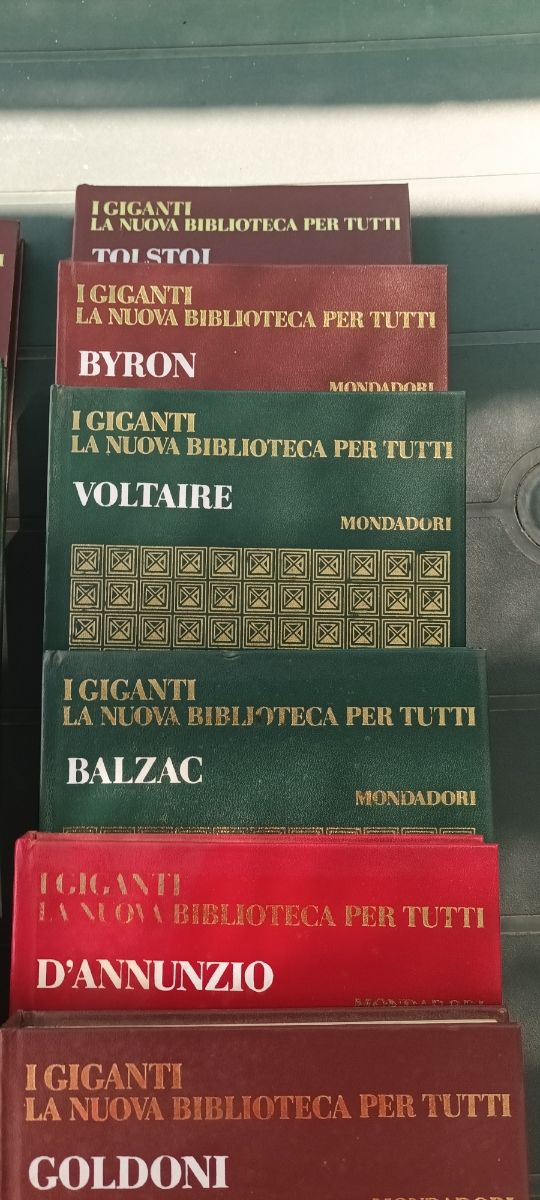 I GIGANTI
LA NUOVA BIBLIOTECA PER TUTTI
TOLSTOI
I GIGANTI
LA NUOVA BIBLIOTECA PER TUTTI
BYRON
MONDADORI
I GIGANTI
LA NUOVA BIBLIOTECA PER TUTTI
VOLTAIRE
MONDADORI
I GIGANTI
LA NUOVA BIBLIOTECA PER TUTTI
BALZAC
MONDADORI
I GIGANTI
LA NUOVA BIBLIOTECA PER TUTTI
D'ANNUNZIO
MONDADORI
I GIGANTI
LA NUOVA BIBLIOTECA PER TUTTI
GOLDONI
MONDADORI